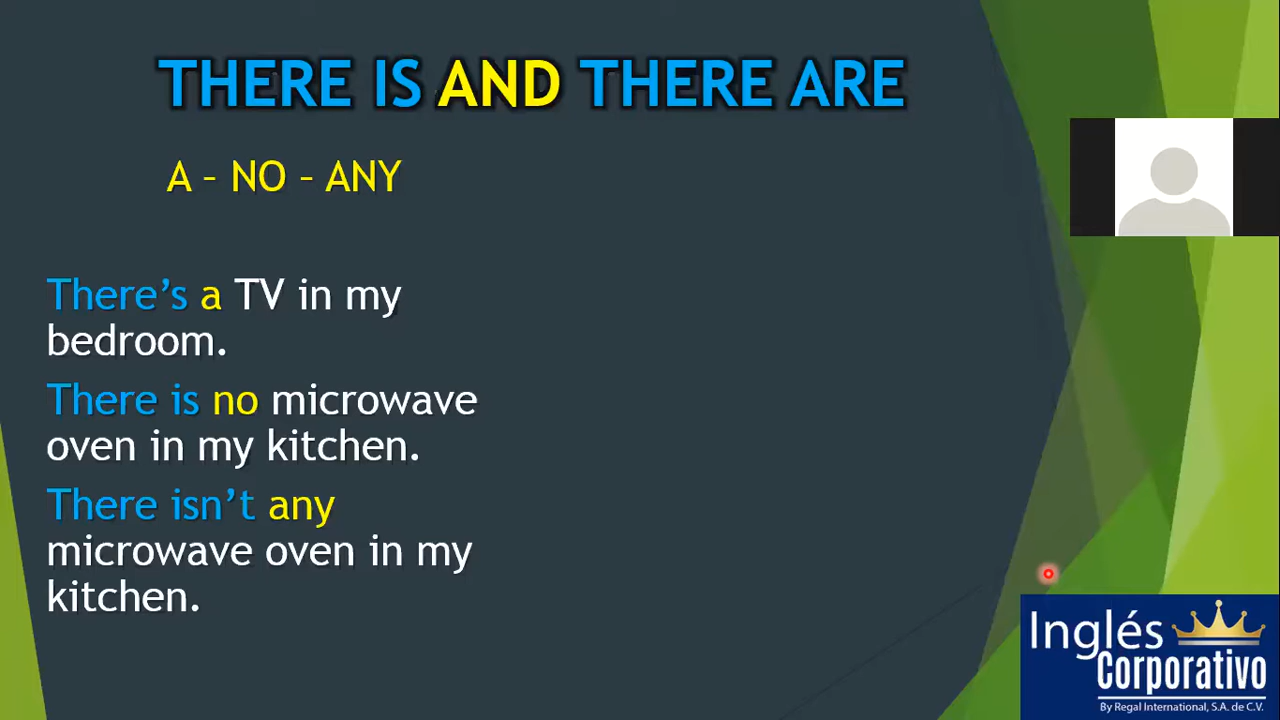 THERE IS AND THERE ARE
A – NO – ANY
There’s a TV in my
bedroom.
There is no microwave
oven in my kitchen.
There isn’t any
microwave oven in my
kitchen.
Inglés
Corporativo
By Regal International, S.A. de C.V.